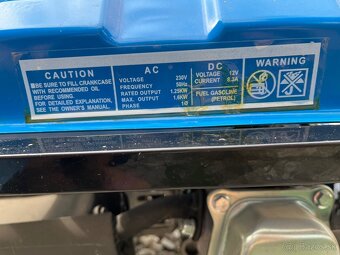 CAUTION
BE SURE TO FILL CRANKCASE
WITH RECOMMENDED OIL
BEFORE USING.
FOR DETAILED EXPLANATION,
SEE THE OWNER'S MANUAL.
AC
VOLTAGE 230V
FREQUENCY 50Hz
RATED OUTPUT 1.25KW
MAX. OUTPUT 1.6KW
PHASE 1Ø
DC
VOLTAGE 12V
CURRENT 8.3A
FUEL GASOLINE
(PETROL)
WARNING